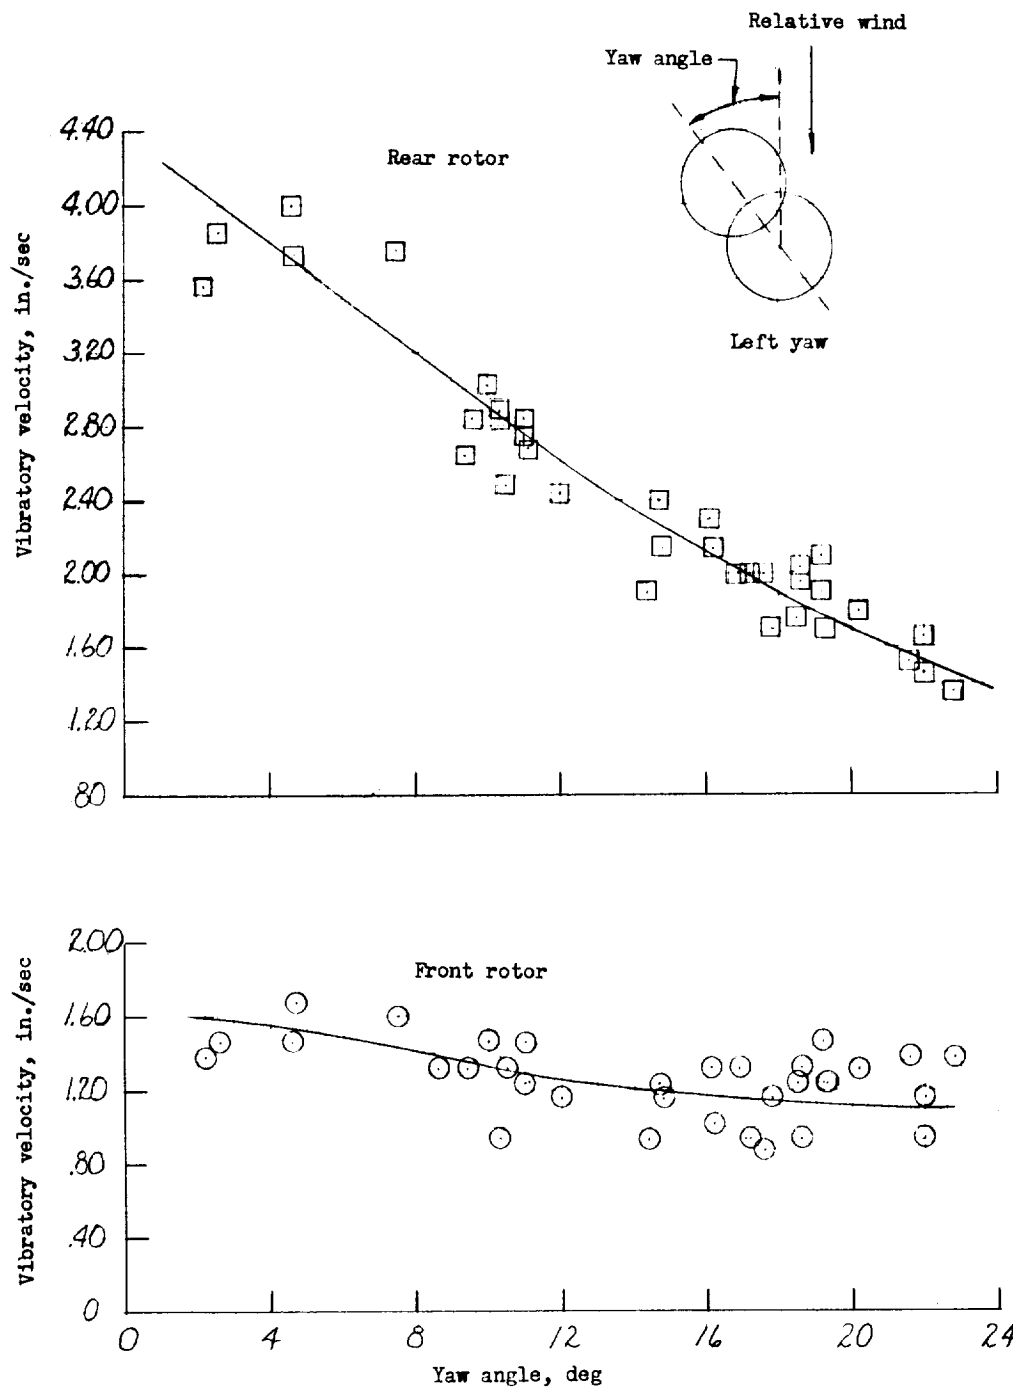 Relative wind
Yaw angle
Rear rotor
Left yaw
Vibratory velocity, in./sec
4.40
4.00
3.60
3.20
2.80
2.40
2.00
1.60
1.20
.80
Front rotor
Vibratory velocity, in./sec
2.00
1.60
1.20
.80
.40
0
0 4 8 12 16 20 24
Yaw angle, deg